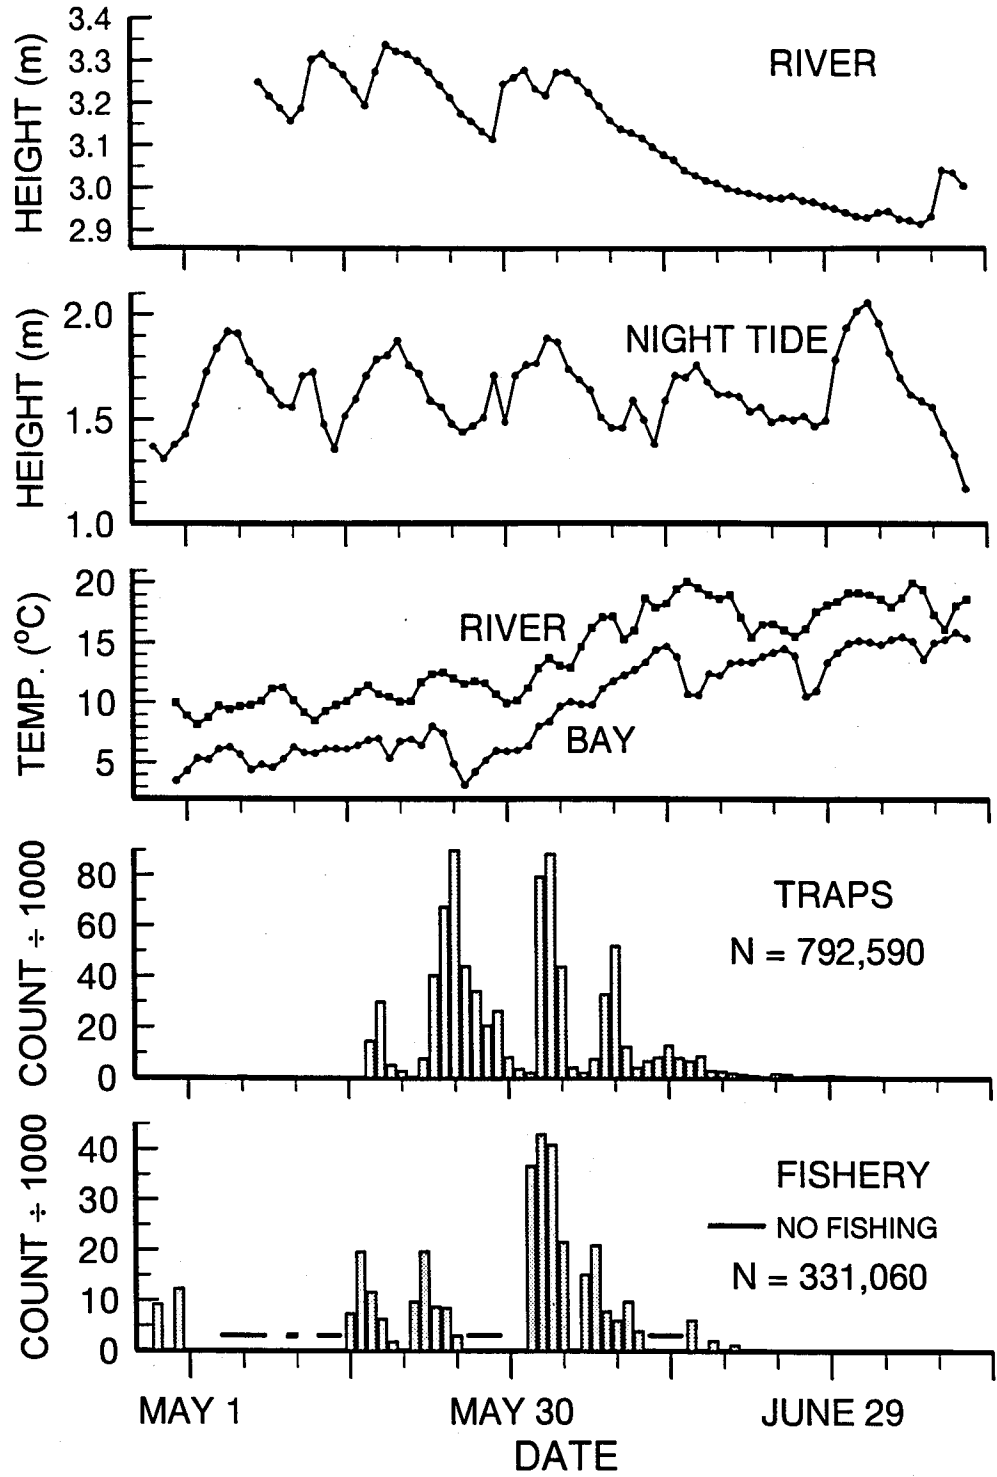 HEIGHT (m)
3.4
3.3
3.2
3.1
3.0
2.9
RIVER
HEIGHT (m)
2.0
1.5
1.0
NIGHT TIDE
TEMP. (°C)
20
15
10
5
RIVER
BAY
COUNT ÷ 1000
80
60
40
20
0
TRAPS
N = 792,590
COUNT ÷ 1000
40
30
20
10
0
FISHERY
NO FISHING
N = 331,060
MAY 1 MAY 30 JUNE 29
DATE